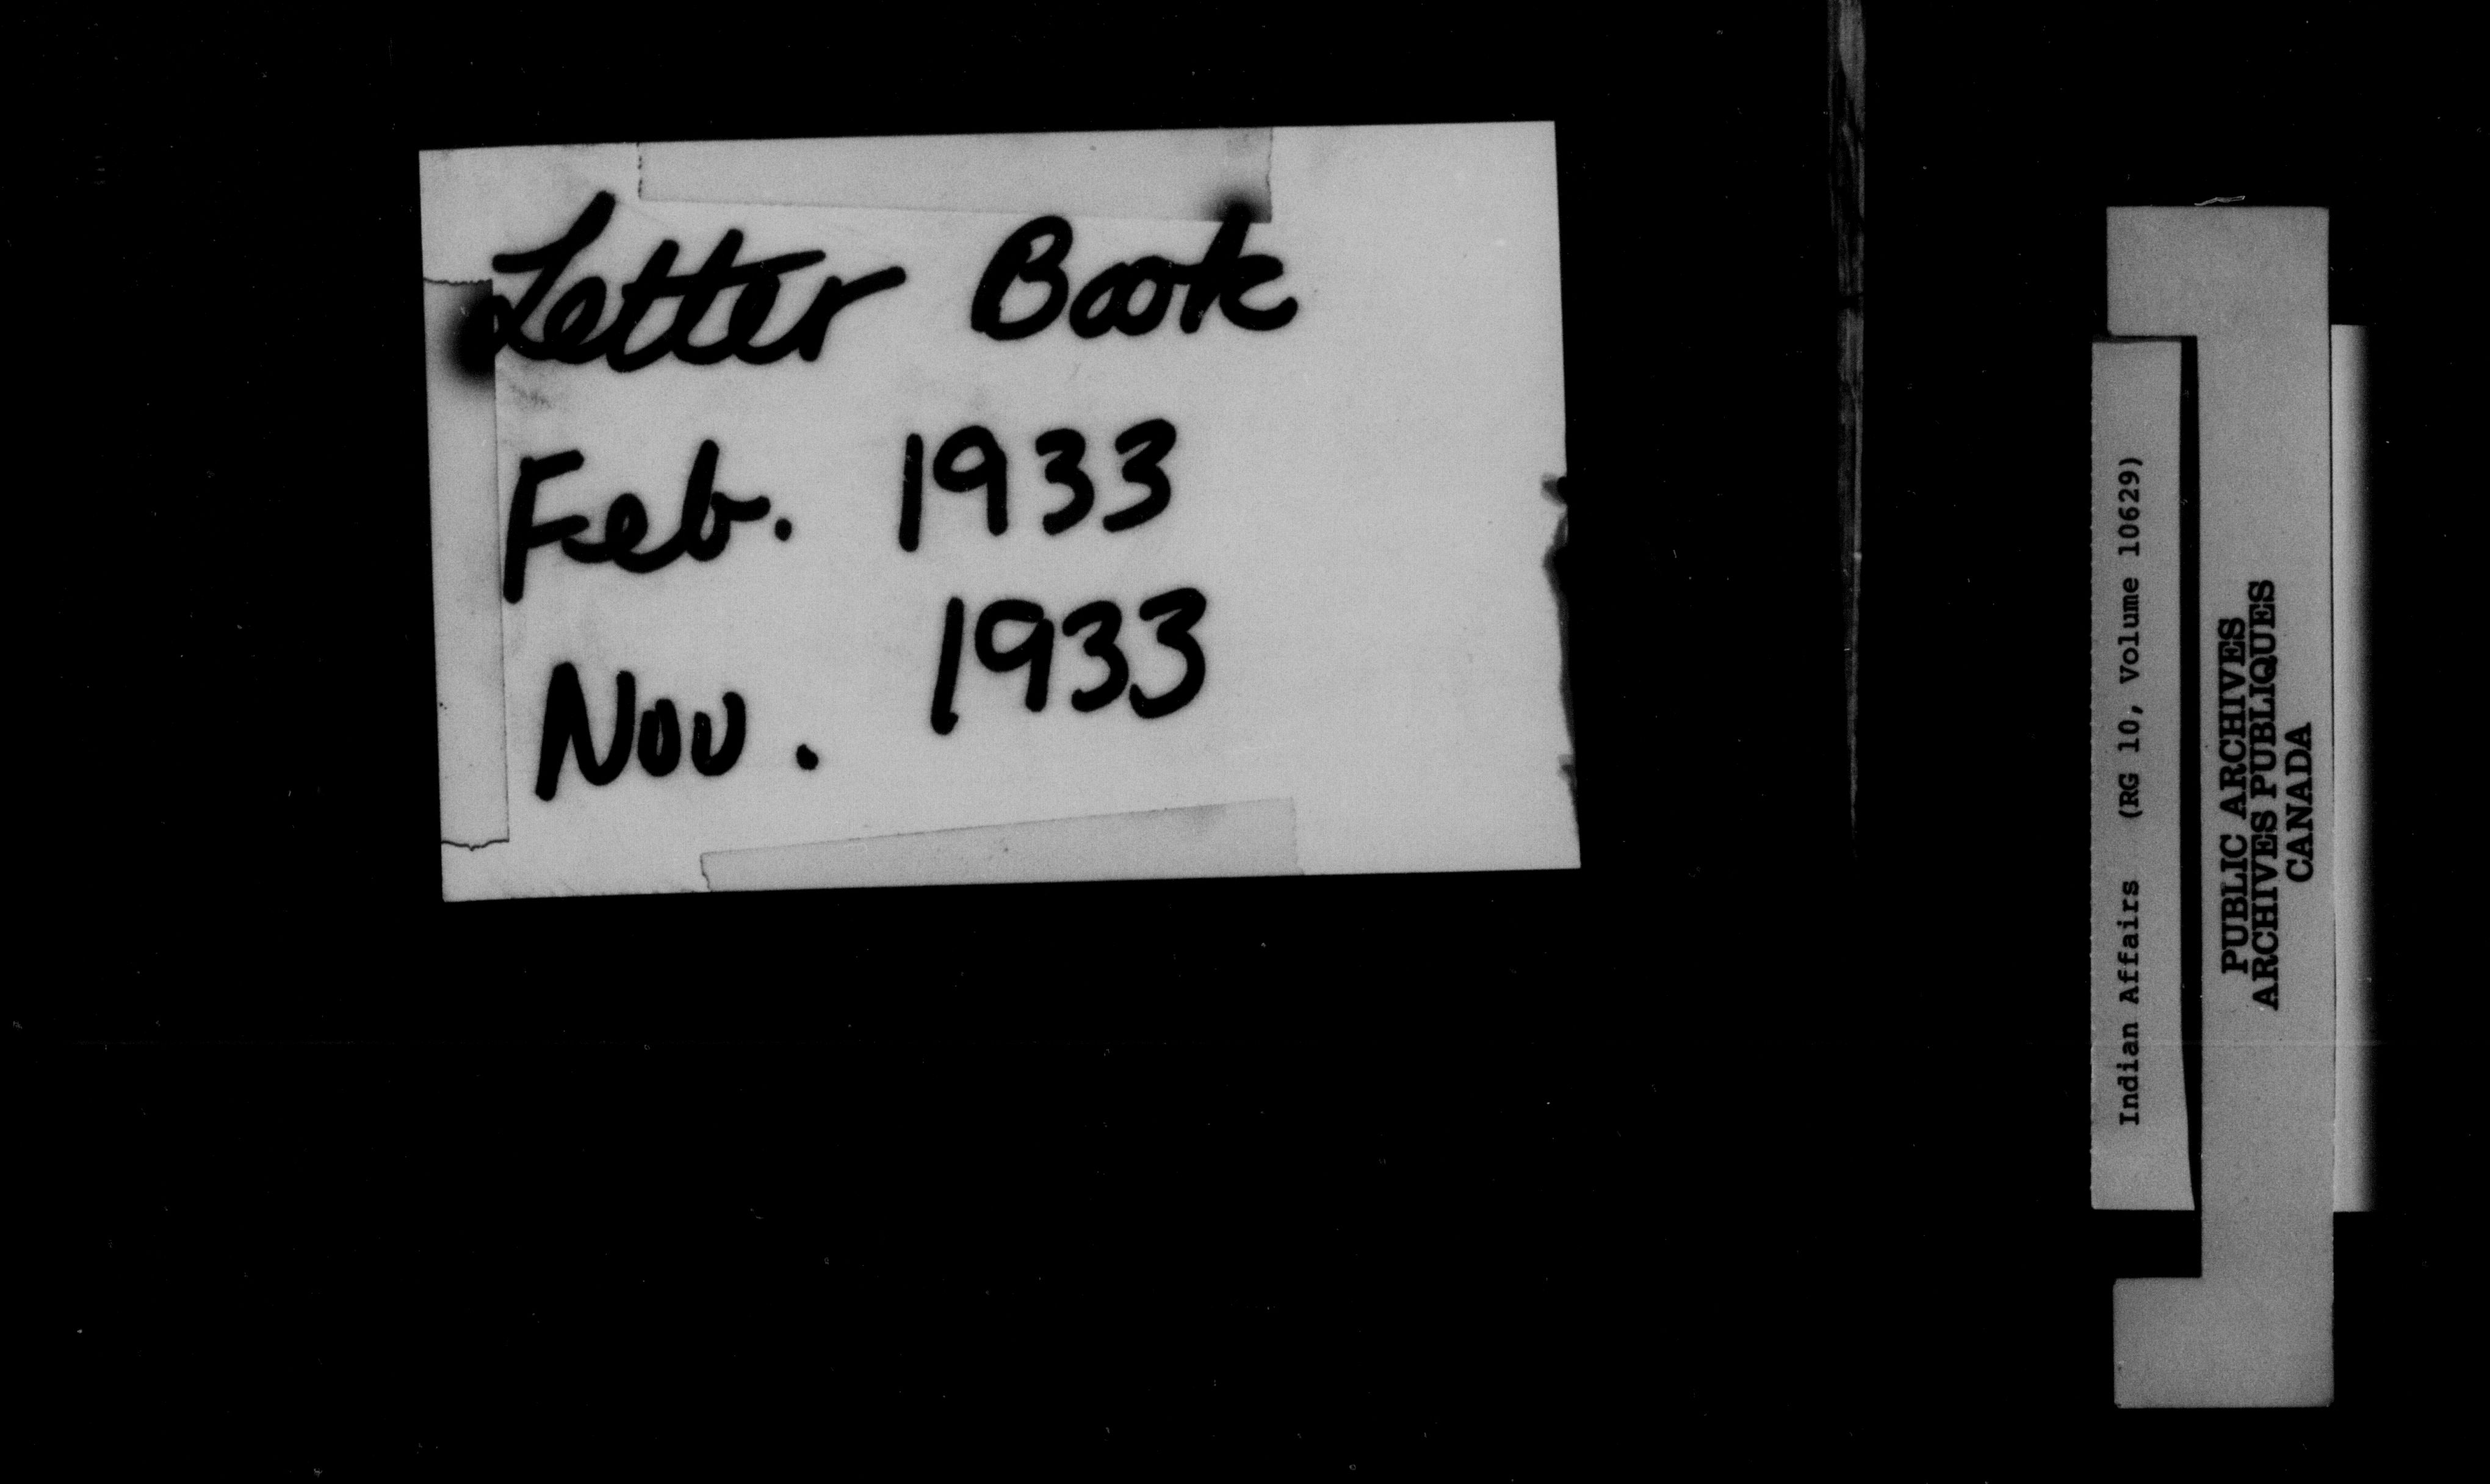 Letter Book
Feb. 1933
Nov. 1933
Indian Affairs (RG 10, Volume 10629)
PUBLIC ARCHIVES
ARCHIVES PUBLIQUES
CANADA